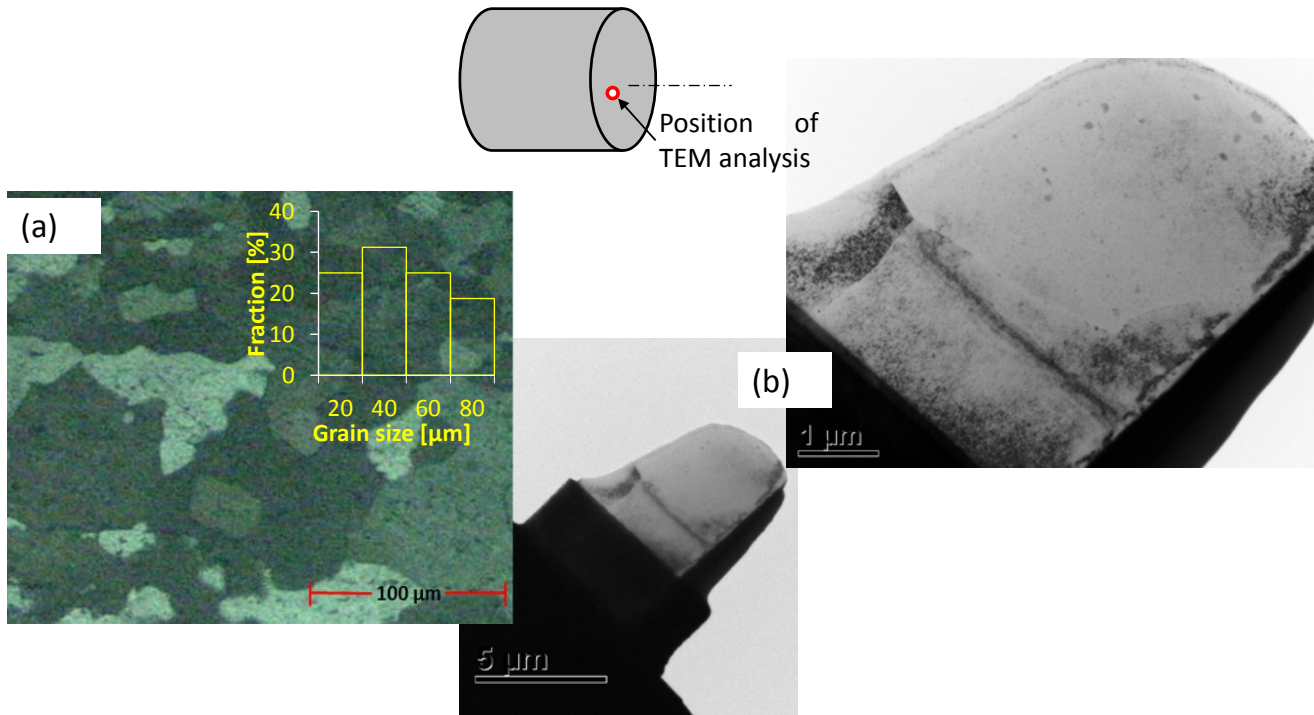 Position of
TEM analysis
(a)
40
30
20
10
0
Fraction [%]
20 40 60 80
Grain size [µm]
100 µm
(b)
1 µm
5 µm